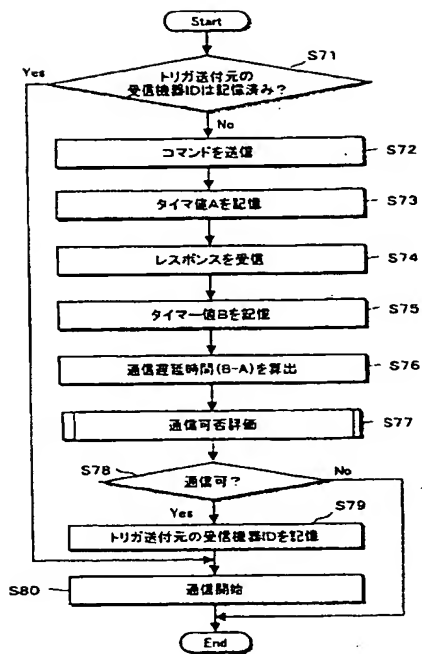 Start
S71
Yes
トリガ送付元の
受信機器IDは記憶済み?
No
コマンドを送信
S72
タイマ値Aを記憶
S73
レスポンスを受信
S74
タイマー値Bを記憶
S75
通信遅延時間(B-A)を算出
S76
通信可否評価
S77
S78
通信可?
No
Yes
S79
トリガ送付元の受信機器IDを記憶
S80
通信開始
End